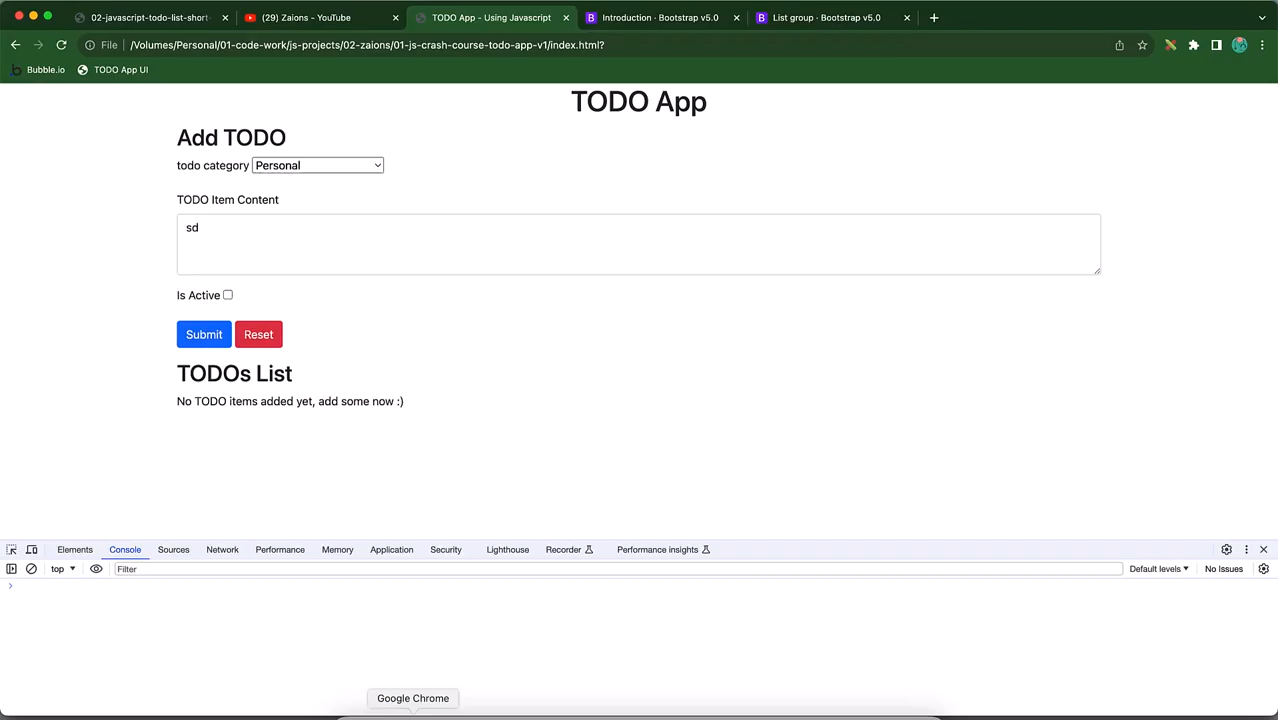 02-javascript-todo-list-short
(29) Zaions - YouTube
TODO App - Using Javascript
Introduction · Bootstrap v5.0
List group · Bootstrap v5.0
File
/Volumes/Personal/01-code-work/js-projects/02-zaions/01-js-crash-course-todo-app-v1/index.html?
Bubble.io
TODO App UI
TODO App
Add TODO
todo category Personal
TODO Item Content
sd
Is Active
Submit Reset
TODOs List
No TODO items added yet, add some now :)
Elements Console Sources Network Performance Memory Application Security Lighthouse Recorder Performance insights
top Filter Default levels No Issues
Google Chrome